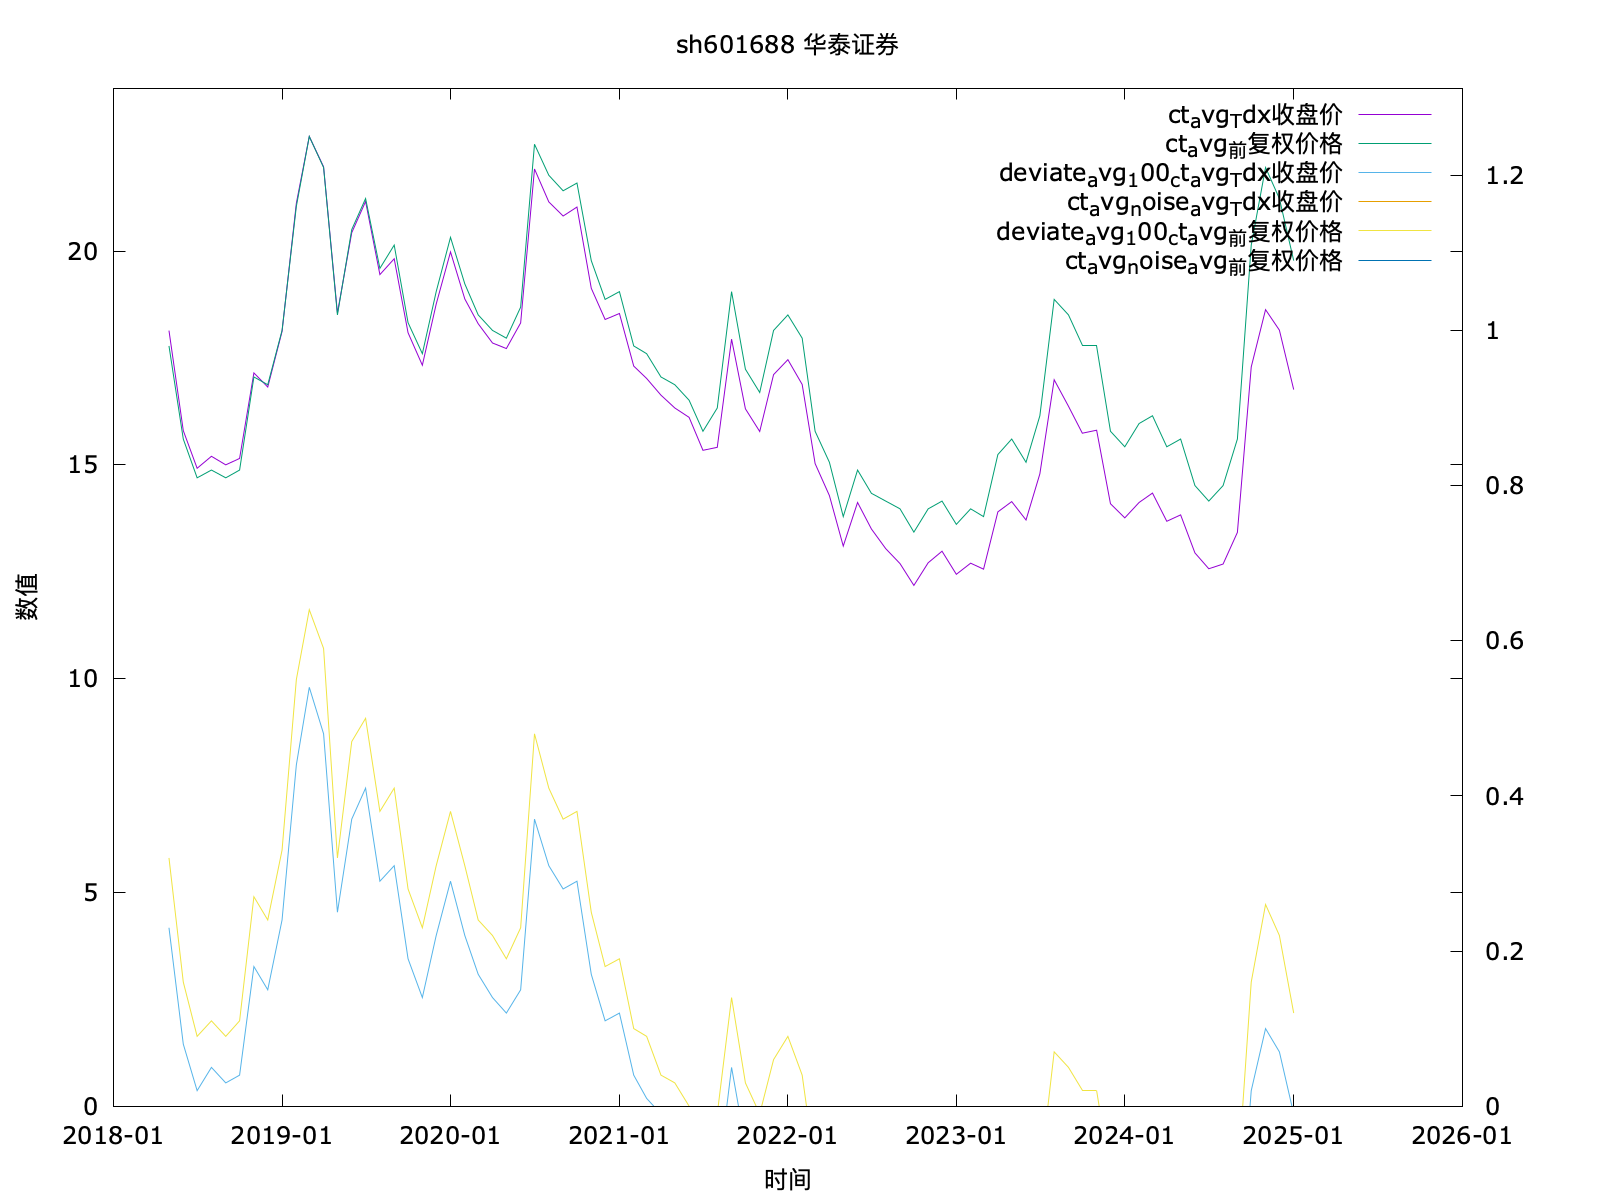 sh601688 华泰证券
ct_avg_Tdx收盘价
ct_avg_前复权价格
deviate_avg_100_ct_avg_Tdx收盘价
ct_avg_noise_avg_Tdx收盘价
deviate_avg_100_ct_avg_前复权价格
ct_avg_noise_avg_前复权价格
20
15
10
5
0
1.2
1
0.8
0.6
0.4
0.2
0
数值
2018-01 2019-01 2020-01 2021-01 2022-01 2023-01 2024-01 2025-01 2026-01
时间